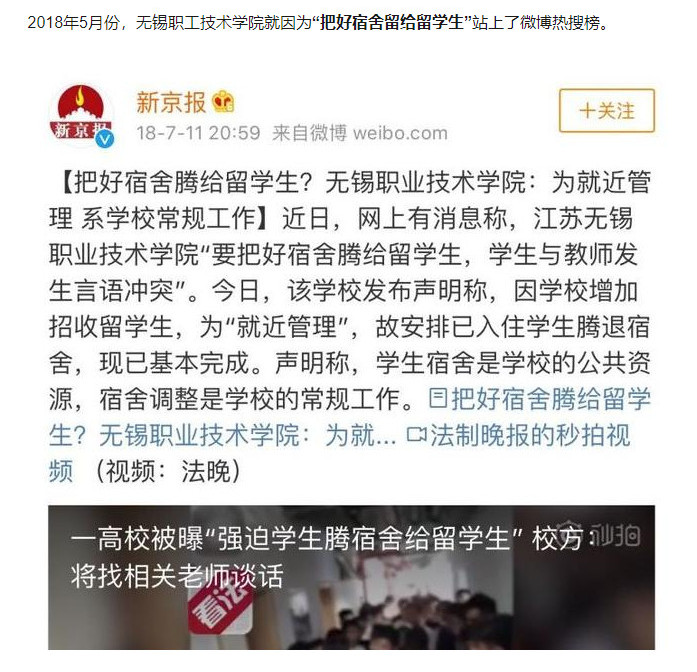 2018年5月份，无锡职工技术学院就因为“把好宿舍留给留学生”站上了微博热搜榜。
新京报
新京报
18-7-11 20:59 来自微博 weibo.com
＋关注
【把好宿舍腾给留学生？无锡职业技术学院：为就近管
理 系学校常规工作】近日，网上有消息称，江苏无锡
职业技术学院“要把好宿舍腾给留学生，学生与教师发
生言语冲突”。今日，该学校发布声明称，因学校增加
招收留学生，为“就近管理”，故安排已入住学生腾退宿
舍，现已基本完成。声明称，学生宿舍是学校的公共资
源，宿舍调整是学校的常规工作。把好宿舍腾给留学
生？无锡职业技术学院：为就... 法制晚报的秒拍视
频 （视频：法晚）
一高校被曝“强迫学生腾宿舍给留学生” 校方：
将找相关老师谈话
秒拍
看法